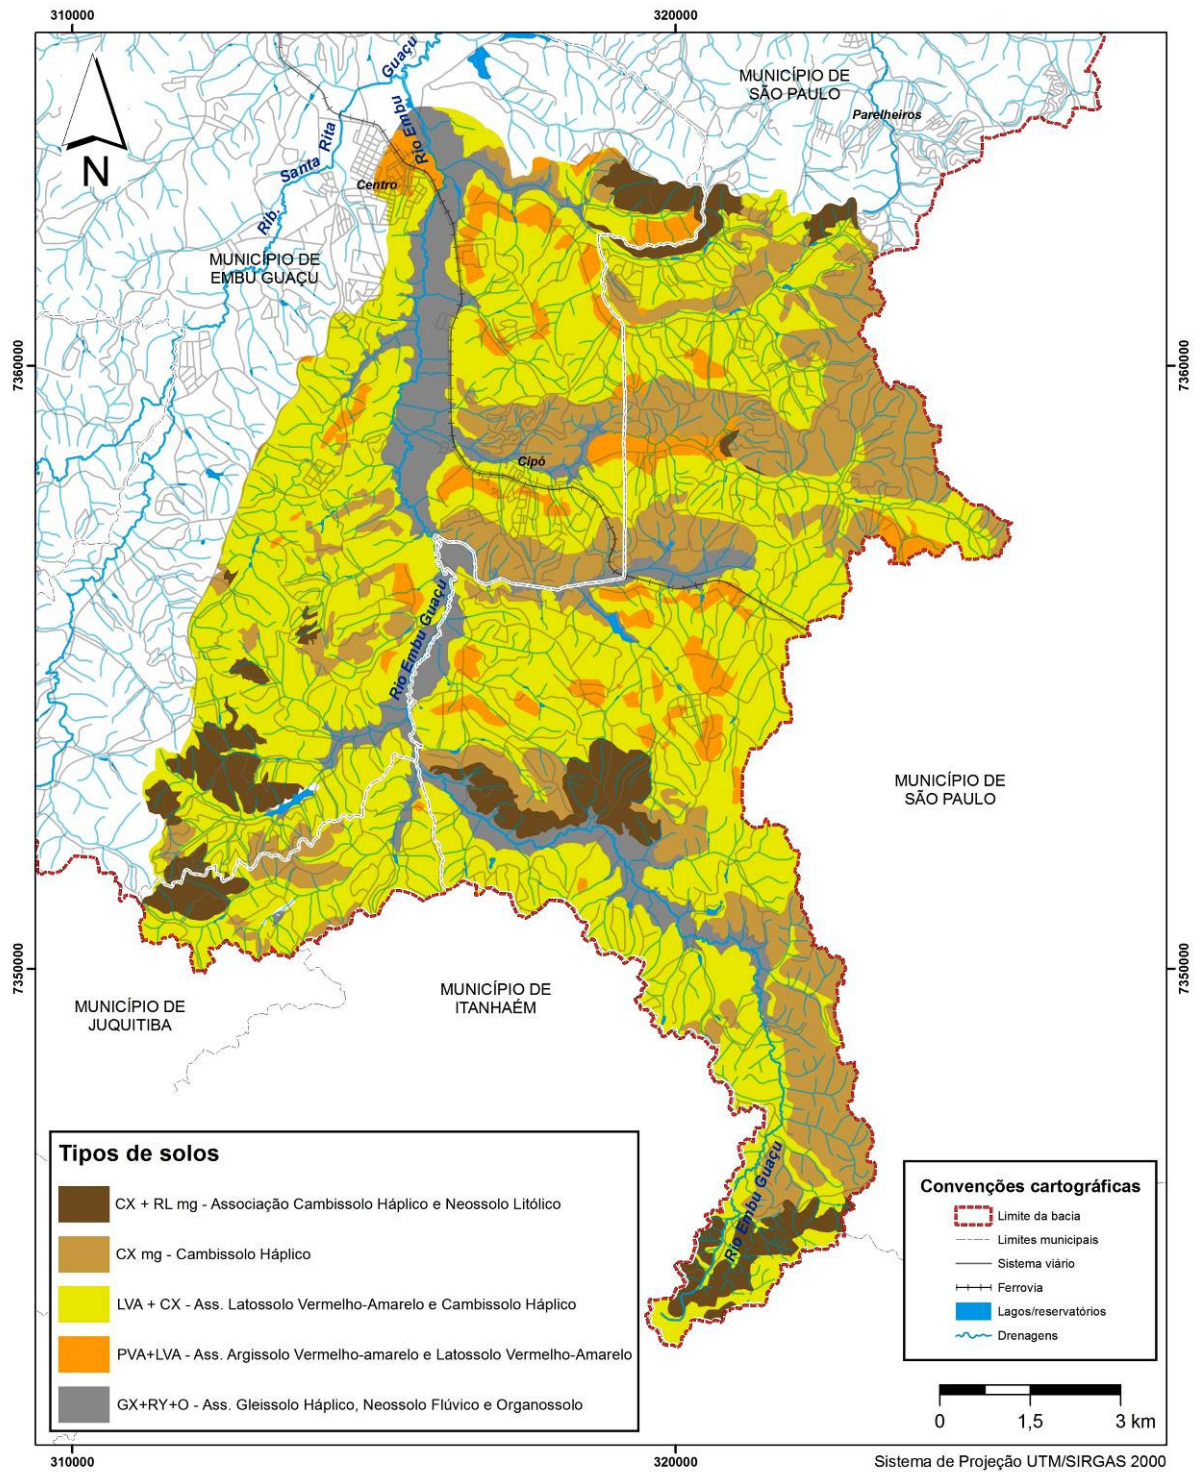 310000
320000
Guaçu
Rio Embu
MUNICÍPIO DE
SÃO PAULO
Parelheiros
Rib. Santa Rita
Centro
N
MUNICÍPIO DE
EMBU GUAÇU
7360000
7360000
Cipó
Rio Embu Guaçu
MUNICÍPIO DE
SÃO PAULO
7350000
7350000
MUNICÍPIO DE
JUQUITIBA
MUNICÍPIO DE
ITANHAÉM
Rio Embu Guaçu
Tipos de solos
CX + RL mg - Associação Cambissolo Háplico e Neossolo Litólico
CX mg - Cambissolo Háplico
LVA + CX - Ass. Latossolo Vermelho-Amarelo e Cambissolo Háplico
PVA+LVA - Ass. Argissolo Vermelho-amarelo e Latossolo Vermelho-Amarelo
GX+RY+O - Ass. Gleissolo Háplico, Neossolo Flúvico e Organossolo
Convenções cartográficas
Limite da bacia
Limites municipais
Sistema viário
Ferrovia
Lagos/reservatórios
Drenagens
0 1,5 3 km
310000
320000
Sistema de Projeção UTM/SIRGAS 2000